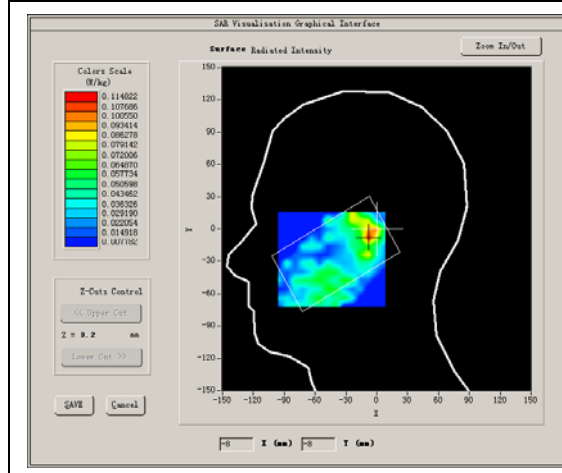 SAR Visualisation Graphical Interface
Surface Radiated Intensity
Zoom In/Out
Colors Scale
(W/kg)
0.114822
0.107686
0.100550
0.093414
0.086278
0.079142
0.072006
0.064870
0.057734
0.050598
0.043462
0.036326
0.029190
0.022054
0.014918
0.007782
150
120
90
60
30
0
-30
-60
-90
-120
-150
Y
-150 -120 -90 -60 -30 0 30 60 90 120 150
X
Z-Cuts Control
<< Upper Cut
Z = 0.2 mm
Lower Cut >>
SAVE
Cancel
-8 X (mm) -8 Y (mm)